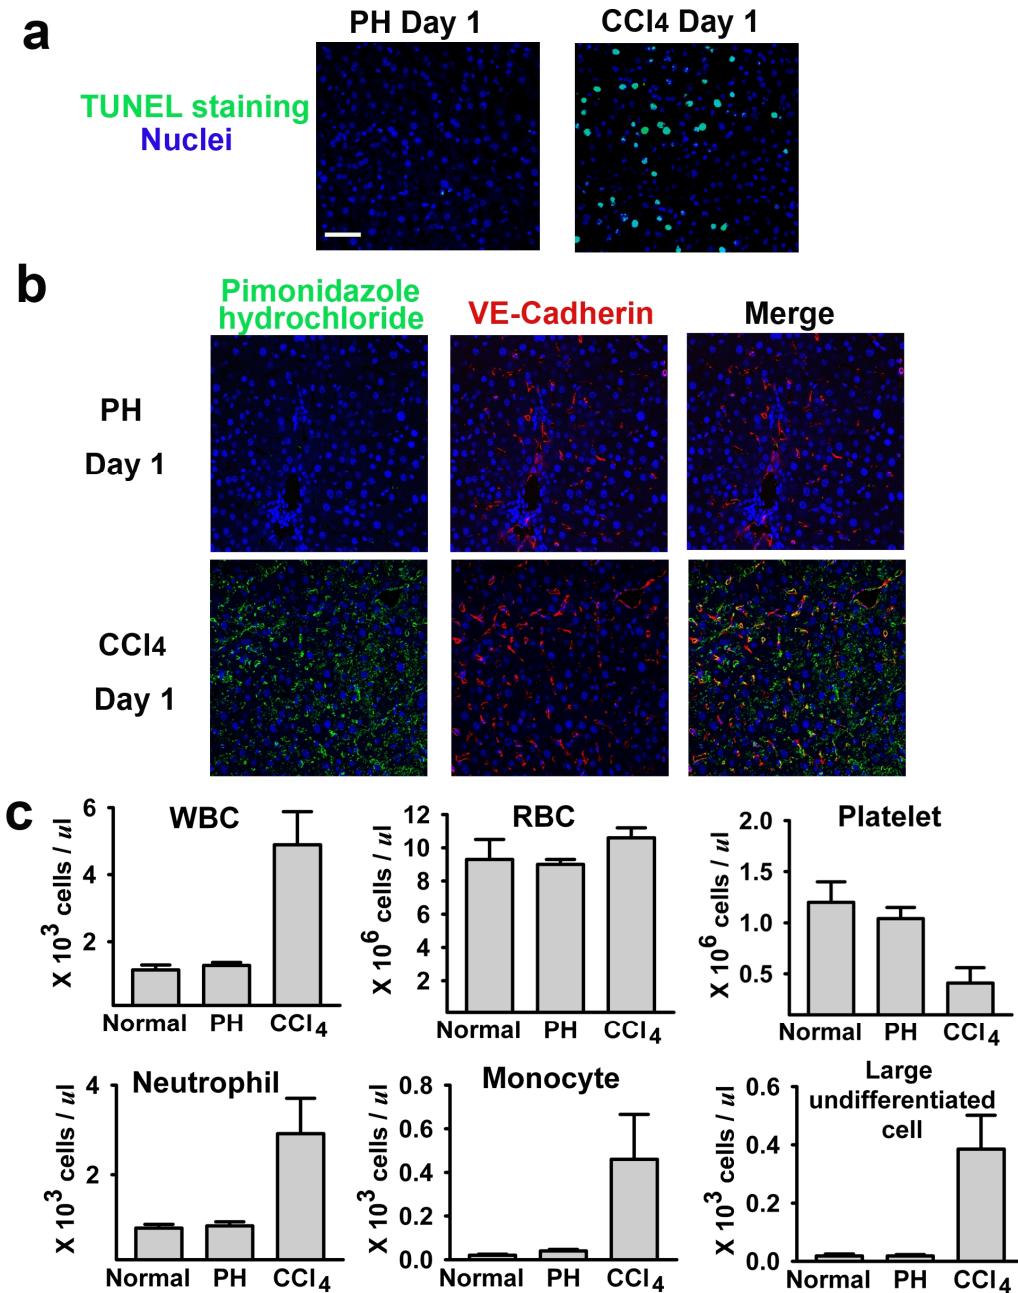 a
PH Day 1
CCl4 Day 1
TUNEL staining
Nuclei
b
Pimonidazole
hydrochloride
VE-Cadherin
Merge
PH
Day 1
CCl4
Day 1
c
WBC
X 10³ cells / ul
6
4
2
Normal PH CCl₄
RBC
X 10⁶ cells / ul
12
10
8
6
4
2
Normal PH CCl₄
Platelet
X 10⁶ cells / ul
2.0
1.5
1.0
0.5
Normal PH CCl₄
Neutrophil
X 10³ cells / ul
4
2
Normal PH CCl₄
Monocyte
X 10³ cells / ul
0.8
0.6
0.4
0.2
0.0
Normal PH CCl₄
Large
undifferentiated
cell
X 10³ cells / ul
0.6
0.4
0.2
0.0
Normal PH CCl₄